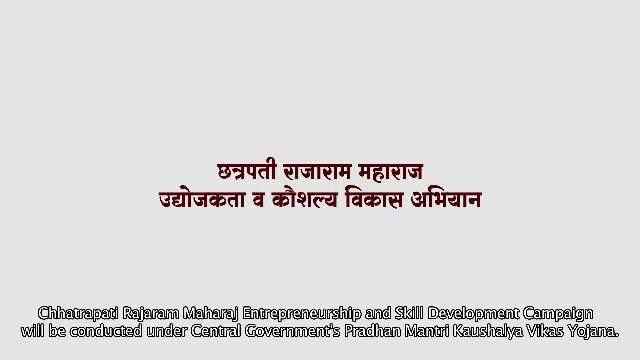 छत्रपती राजाराम महाराज
उद्योजकता व कौशल्य विकास अभियान
Chhatrapati Rajaram Maharaj Entrepreneurship and Skill Development Campaign
will be conducted under Central Government's Pradhan Mantri Kaushalya Vikas Yojana.